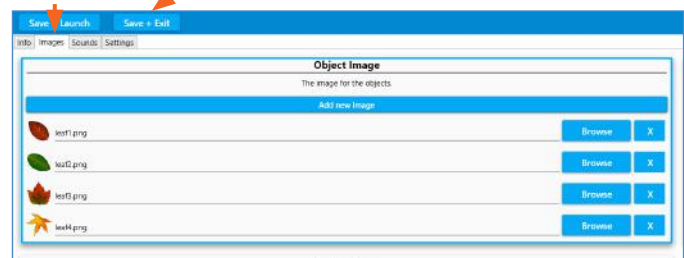 Save + Launch Save + Exit
Info Images Sounds Settings
Object Image
The image for the objects.
Add new Image
leaf1.png Browse X
leaf2.png Browse X
leaf3.png Browse X
leaf4.png Browse X